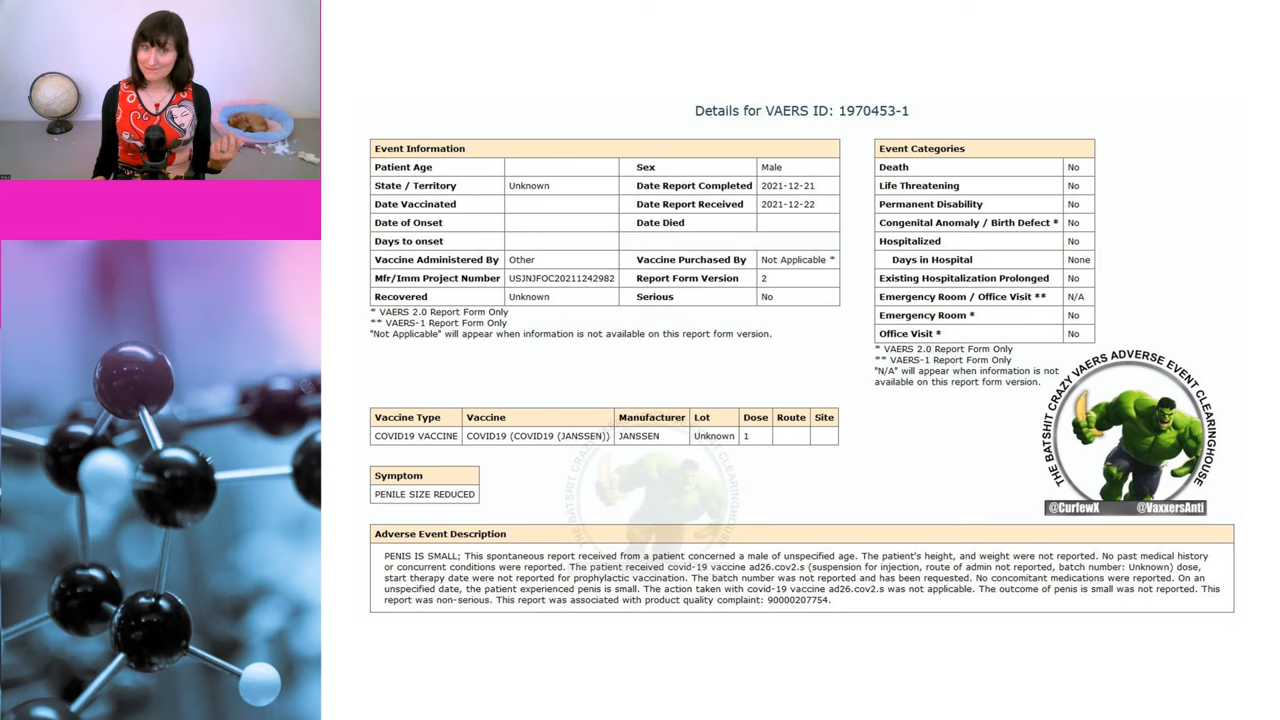 Details for VAERS ID: 1970453-1
Event Information
Patient Age Sex Male
State / Territory Unknown Date Report Completed 2021-12-21
Date Vaccinated Date Report Received 2021-12-22
Date of Onset Date Died
Days to onset
Vaccine Administered By Other Vaccine Purchased By Not Applicable *
Mfr/Imm Project Number USJNJFOC20211242982 Report Form Version 2
Recovered Unknown Serious No
* VAERS 2.0 Report Form Only
** VAERS-1 Report Form Only
"Not Applicable" will appear when information is not available on this report form version.
Event Categories
Death No
Life Threatening No
Permanent Disability No
Congenital Anomaly / Birth Defect * No
Hospitalized No
Days in Hospital None
Existing Hospitalization Prolonged No
Emergency Room / Office Visit ** N/A
Emergency Room * No
Office Visit * No
* VAERS 2.0 Report Form Only
** VAERS-1 Report Form Only
"N/A" will appear when information is not
available on this report form version.
THE BATSHIT CRAZY VAERS ADVERSE EVENT CLEARINGHOUSE
@CurfewX @VaxxersAnti
Vaccine Type Vaccine Manufacturer Lot Dose Route Site
COVID19 VACCINE COVID19 (COVID19 (JANSSEN)) JANSSEN Unknown 1
Symptom
PENILE SIZE REDUCED
Adverse Event Description
PENIS IS SMALL; This spontaneous report received from a patient concerned a male of unspecified age. The patient's height, and weight were not reported. No past medical history
or concurrent conditions were reported. The patient received covid-19 vaccine ad26.cov2.s (suspension for injection, route of admin not reported, batch number: Unknown) dose,
start therapy date were not reported for prophylactic vaccination. The batch number was not reported and has been requested. No concomitant medications were reported. On an
unspecified date, the patient experienced penis is small. The action taken with covid-19 vaccine ad26.cov2.s was not applicable. The outcome of penis is small was not reported. This
report was non-serious. This report was associated with product quality complaint: 90000207754.